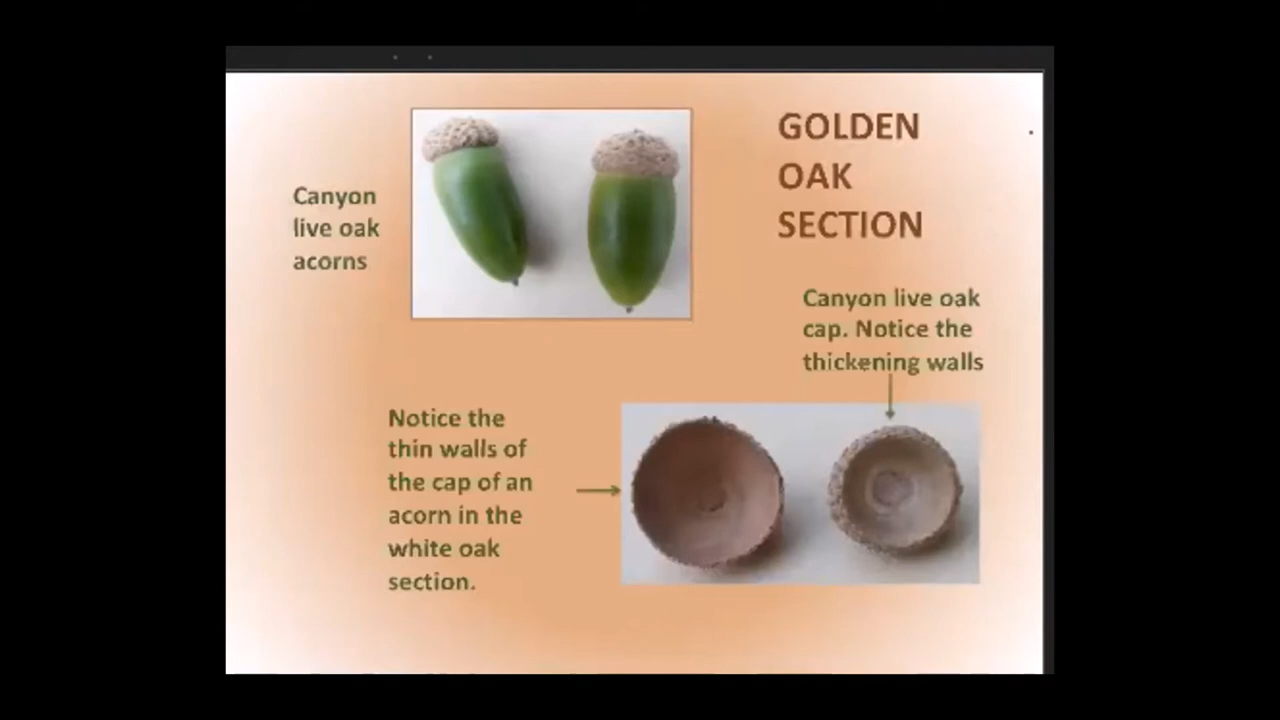 GOLDEN
OAK
SECTION
Canyon
live oak
acorns
Canyon live oak
cap. Notice the
thickening walls
Notice the
thin walls of
the cap of an
acorn in the
white oak
section.